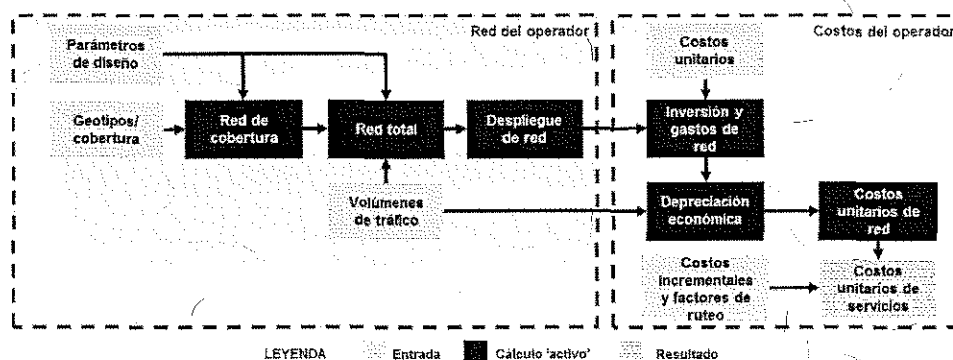 Red del operador
Parámetros
de diseño
Geotipos/
cobertura
Red de
cobertura
Red total
Despliegue
de red
Volúmenes
de tráfico
Costos del operador
Costos
unitarios
Inversión y
gastos de
red
Depreciación
económica
Costos
unitarios de
red
Costos
incrementales
y factores de
ruteo
Costos
unitarios de
servicios
LEYENDA
Entrada
Cálculo 'activo'
Resultado